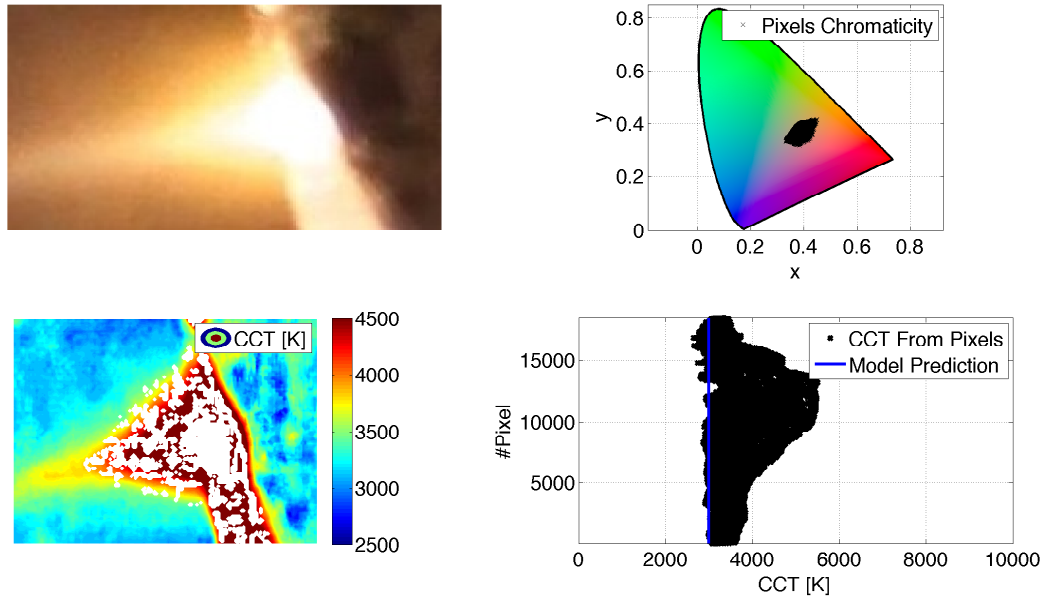 Pixels Chromaticity
0.8
0.6
0.4
0.2
0
y
0 0.2 0.4 0.6 0.8
x
CCT [K]
4500
4000
3500
3000
2500
CCT From Pixels
Model Prediction
15000
10000
5000
#Pixel
0 2000 4000 6000 8000 10000
CCT [K]